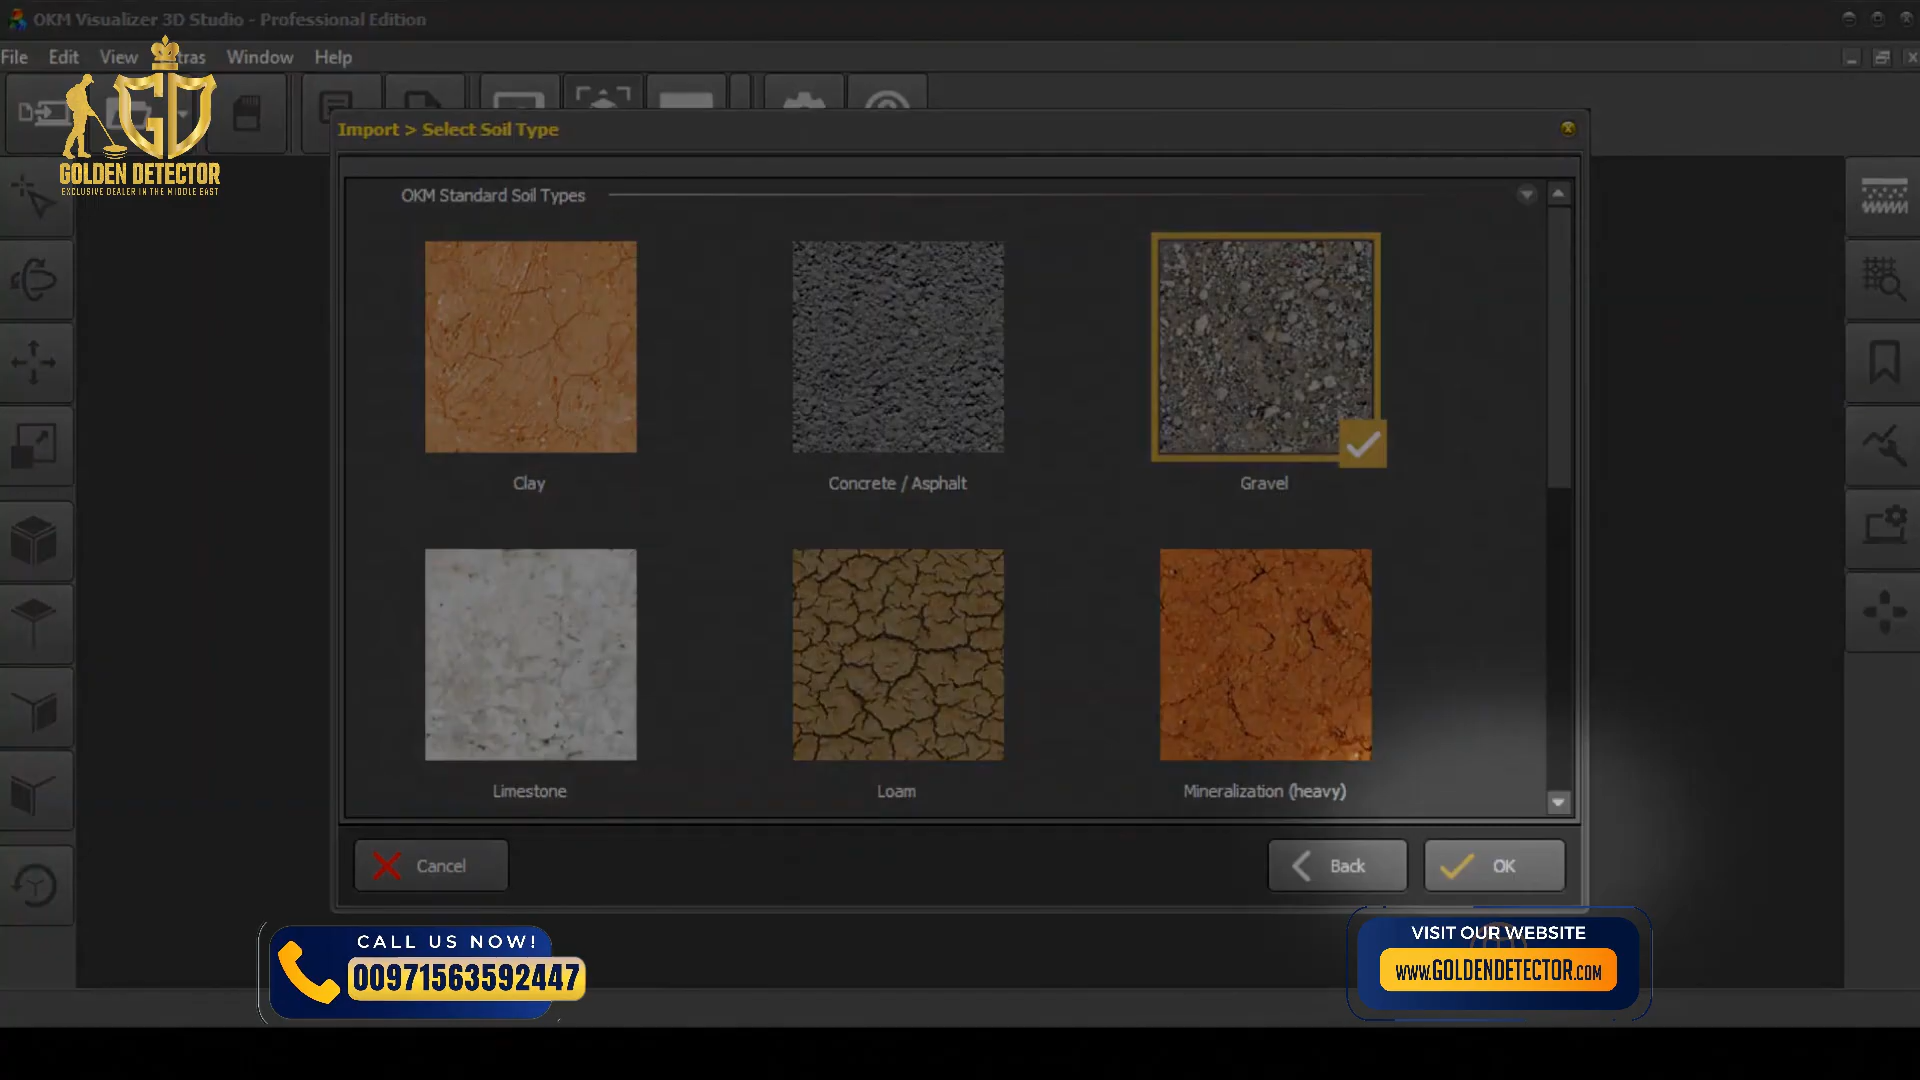 OKM Visualizer 3D Studio - Professional Edition
File Edit View tras Window Help
GD
GOLDEN DETECTOR
EXCLUSIVE DEALER IN THE MIDDLE EAST
Import > Select Soil Type
OKM Standard Soil Types
Clay
Concrete / Asphalt
Gravel
Limestone
Loam
Mineralization (heavy)
Cancel
Back
OK
CALL US NOW!
00971563592447
VISIT OUR WEBSITE
WWW.GOLDENDETECTOR.COM